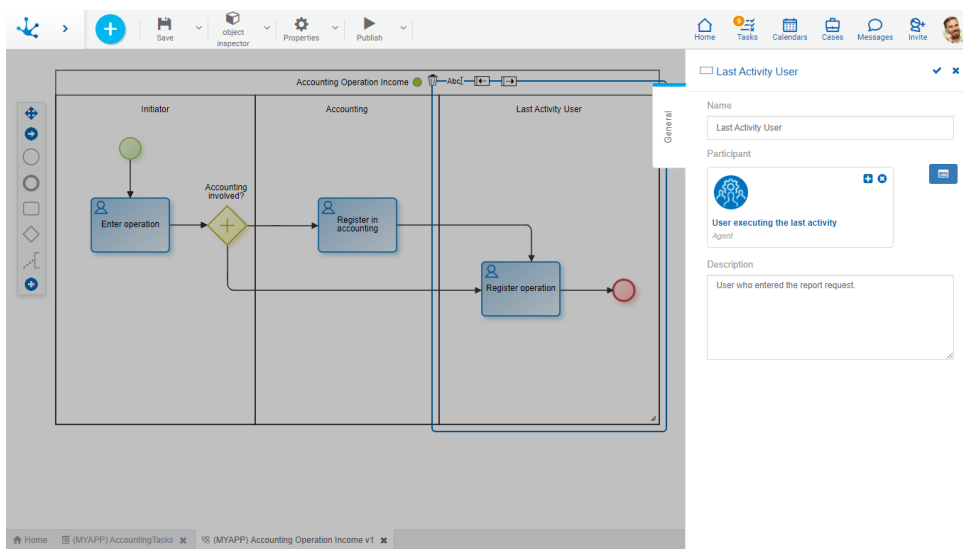 Save
object
inspector
Properties
Publish
Home
9
Tasks
Calendars
Cases
Messages
Invite
Accounting Operation Income
Abc
Initiator
Accounting
Last Activity User
Enter operation
Accounting
involved?
Register in
accounting
Register operation
General
Last Activity User
Name
Last Activity User
Participant
User executing the last activity
Agent
Description
User who entered the report request.
Home
(MYAPP) AccountingTasks
(MYAPP) Accounting Operation Income v1